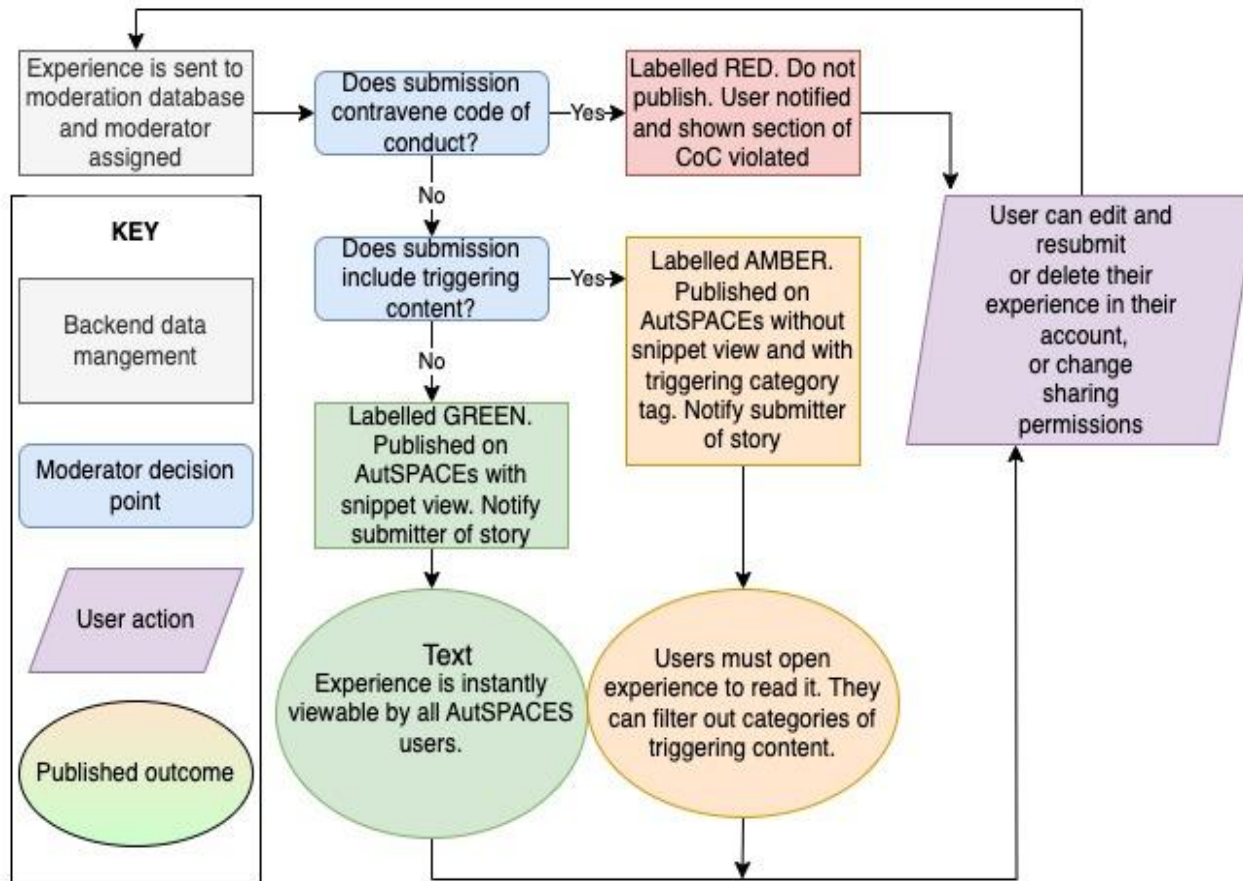 Experience is sent to
moderation database
and moderator
assigned
Does submission
contravene code of
conduct?
Yes
Labelled RED. Do not
publish. User notified
and shown section of
CoC violated
No
KEY
Backend data
mangement
Moderator decision
point
User action
Published outcome
Does submission
include triggering
content?
Yes
Labelled AMBER.
Published on
AutSPACEs without
snippet view and with
triggering category
tag. Notify submitter
of story
User can edit and
resubmit
or delete their
experience in their
account,
or change
sharing
permissions
No
Labelled GREEN.
Published on
AutSPACEs with
snippet view. Notify
submitter of story
Text
Experience is instantly
viewable by all AutSPACES
users.
Users must open
experience to read it. They
can filter out categories of
triggering content.